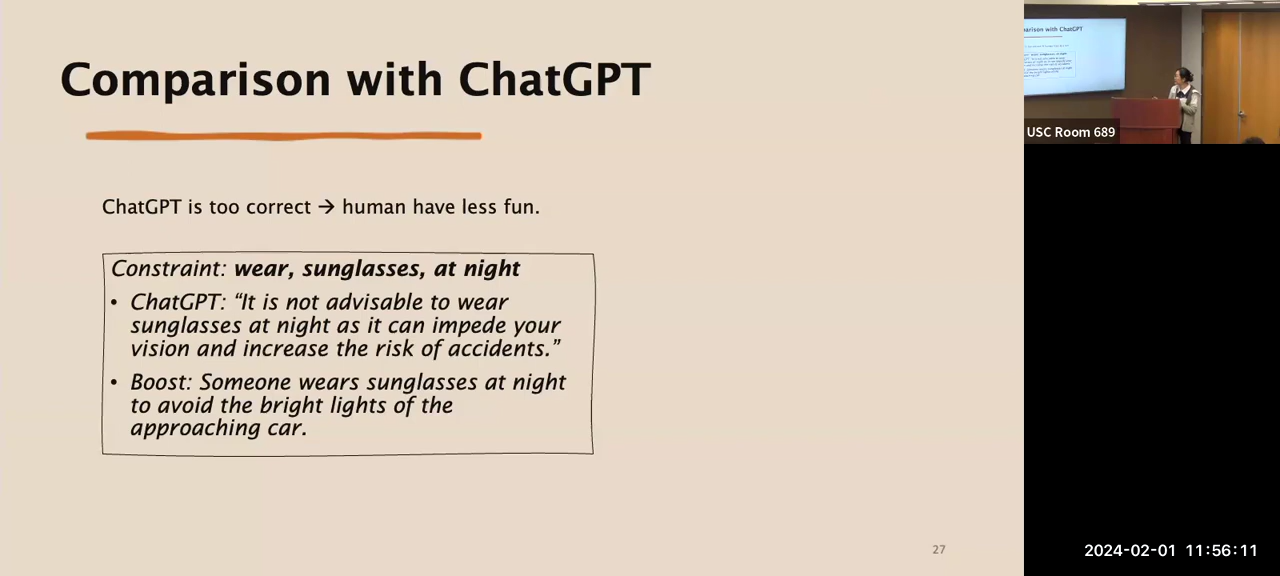 Comparison with ChatGPT
ChatGPT is too correct → human have less fun.
Constraint: wear, sunglasses, at night
• ChatGPT: “It is not advisable to wear
sunglasses at night as it can impede your
vision and increase the risk of accidents.”
• Boost: Someone wears sunglasses at night
to avoid the bright lights of the
approaching car.
27
arison with ChatGPT
USC Room 689
2024-02-01 11:56:11